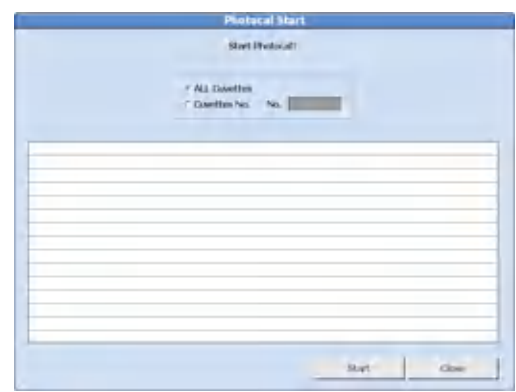 Photocal Start
Start Photocal?
ALL Cuvettes
Cuvettes No. No.
Start Close